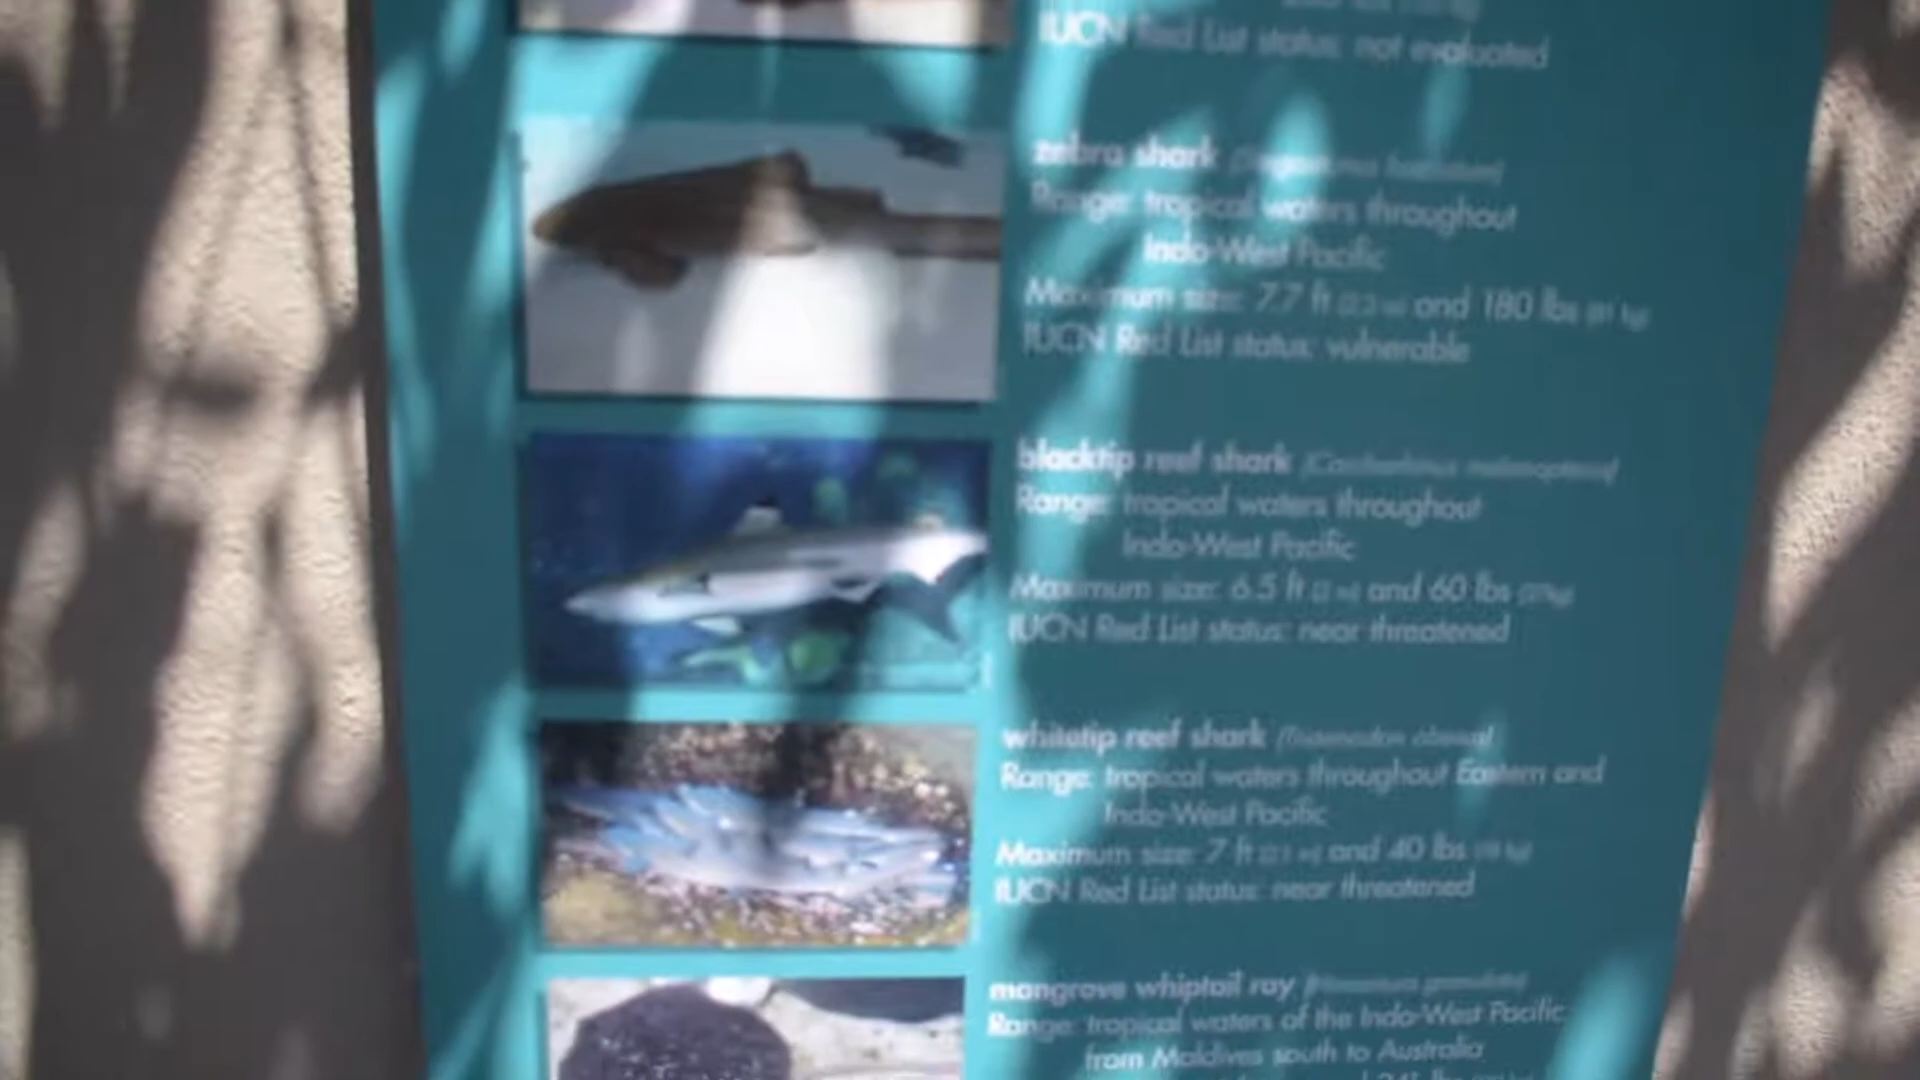 IUCN Red List status: not evaluated
zebra shark
Range: tropical waters throughout
Indo-West Pacific
Maximum size: 7.7 ft and 180 lbs
IUCN Red List status: vulnerable
blacktip reef shark
Range: tropical waters throughout
Indo-West Pacific
Maximum size: 6.5 ft and 60 lbs
IUCN Red List status: near threatened
whitetip reef shark
Range: tropical waters throughout Eastern and
Indo-West Pacific
Maximum size: 7 ft and 40 lbs
IUCN Red List status: near threatened
mangrove whiptail ray
Range: tropical waters of the Indo-West Pacific
from Maldives south to Australia